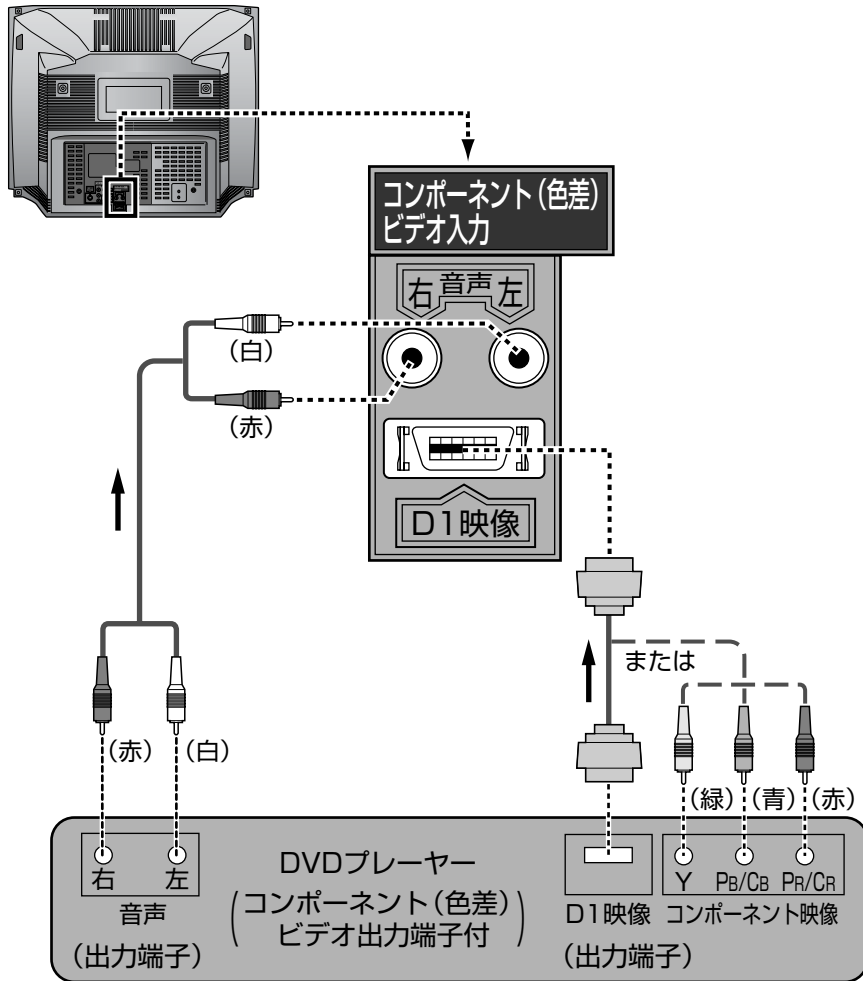 コンポーネント(色差)
ビデオ入力
右 音声 左
(白)
(赤)
D1映像
または
(赤) (白)
(緑) (青) (赤)
右 左
音声
(出力端子)
DVDプレーヤー
(コンポーネント(色差)
ビデオ出力端子付)
D1映像
(出力端子)
Y PB/CB PR/CR
コンポーネント映像